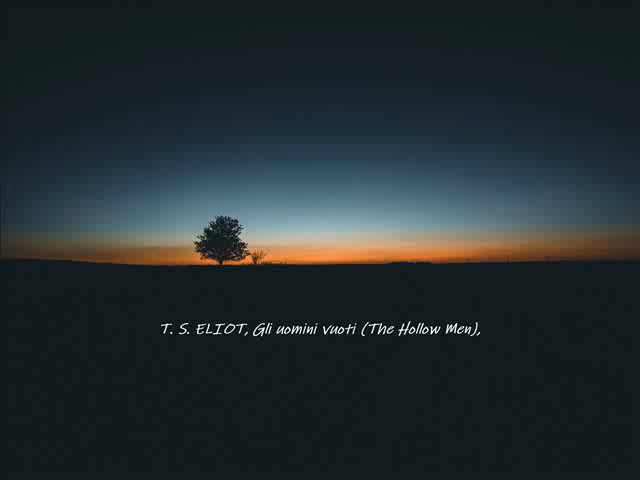 T. S. ELIOT, Gli uomini vuoti (The Hollow Men),